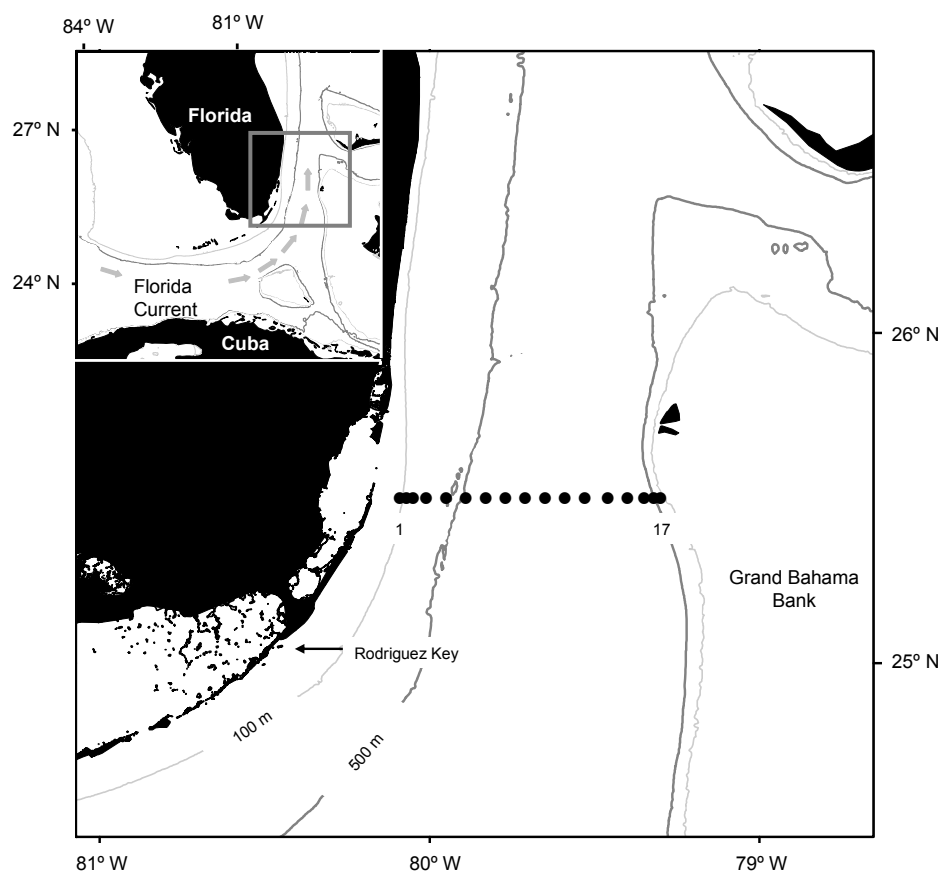 84º W
81º W
27º N
24º N
Florida
Florida
Current
Cuba
26º N
1
17
Grand Bahama
Bank
Rodriguez Key
25º N
100 m
500 m
81º W
80º W
79º W